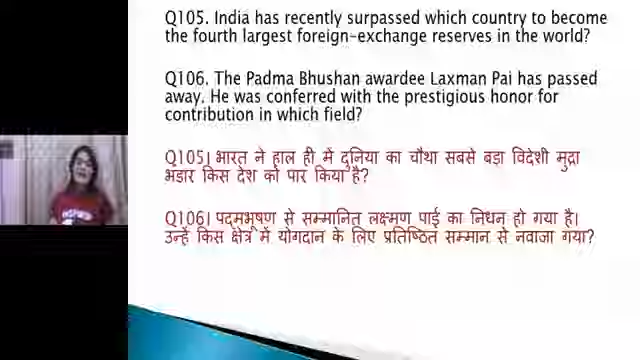 Q105. India has recently surpassed which country to become
the fourth largest foreign-exchange reserves in the world?
Q106. The Padma Bhushan awardee Laxman Pai has passed
away. He was conferred with the prestigious honor for
contribution in which field?
Q105। भारत ने हाल ही में दुनिया का चौथा सबसे बड़ा विदेशी मुद्रा
भंडार किस देश को पार किया है?
Q106। पद्मभूषण से सम्मानित लक्ष्मण पाई का निधन हो गया है।
उन्हें किस क्षेत्र में योगदान के लिए प्रतिष्ठित सम्मान से नवाजा गया?